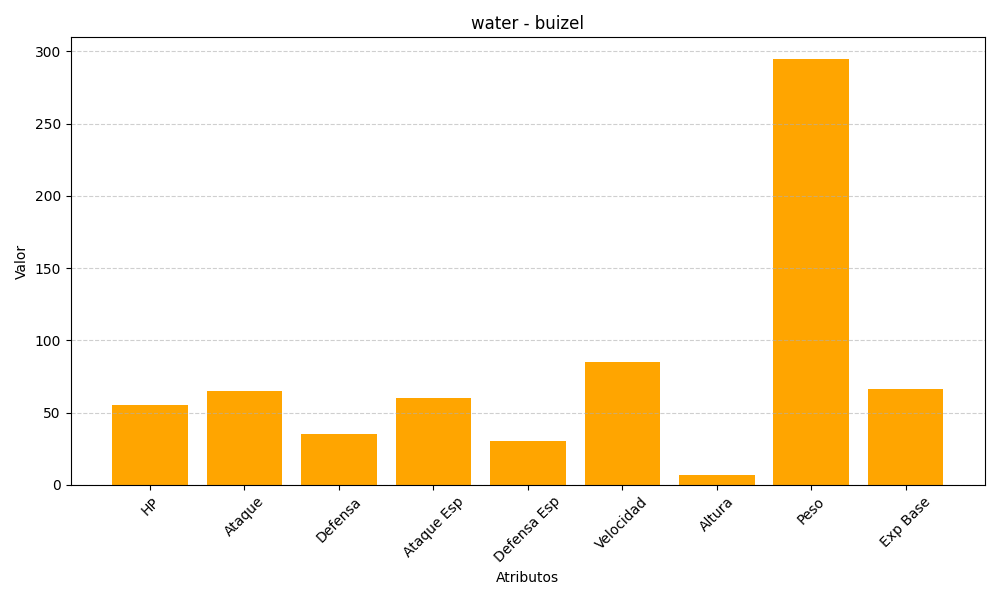 water - buizel
Valor
300
250
200
150
100
50
0
HP
Ataque
Defensa
Ataque Esp
Defensa Esp
Velocidad
Altura
Peso
Exp Base
Atributos